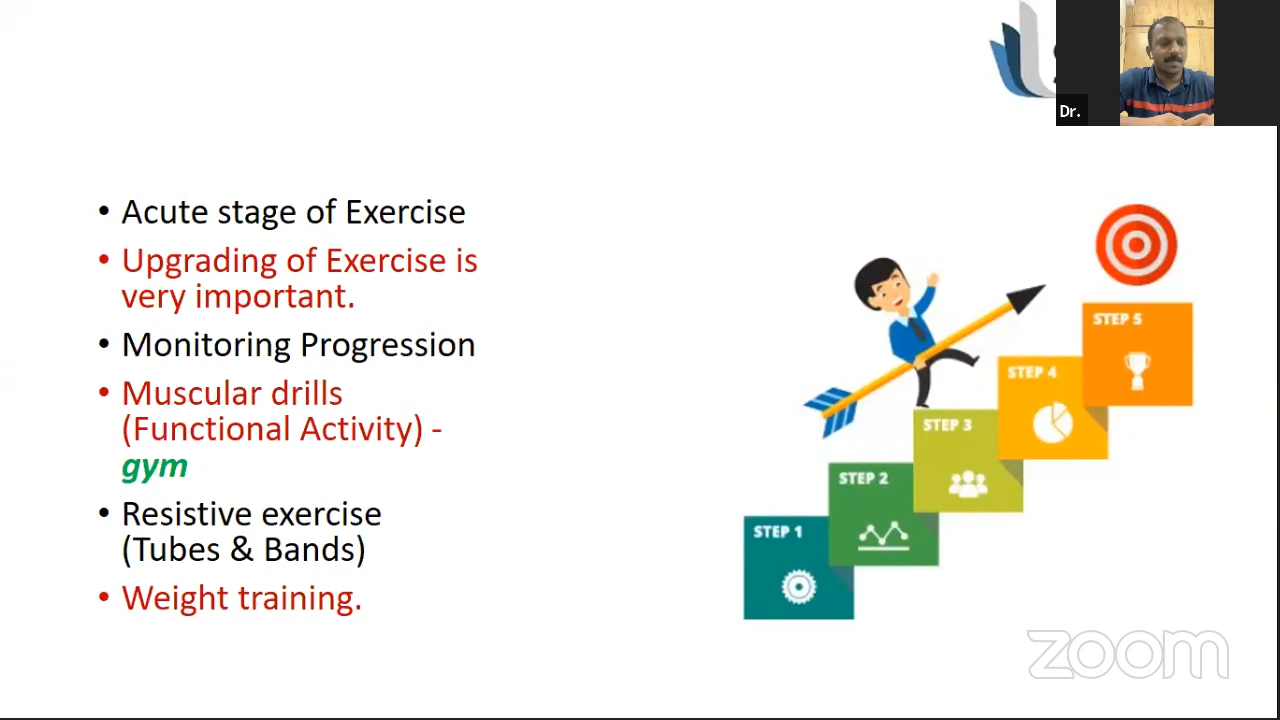 Dr.
• Acute stage of Exercise
• Upgrading of Exercise is
very important.
• Monitoring Progression
• Muscular drills
(Functional Activity) -
gym
• Resistive exercise
(Tubes & Bands)
• Weight training.
STEP 5
STEP 4
STEP 3
STEP 2
STEP 1
zoom